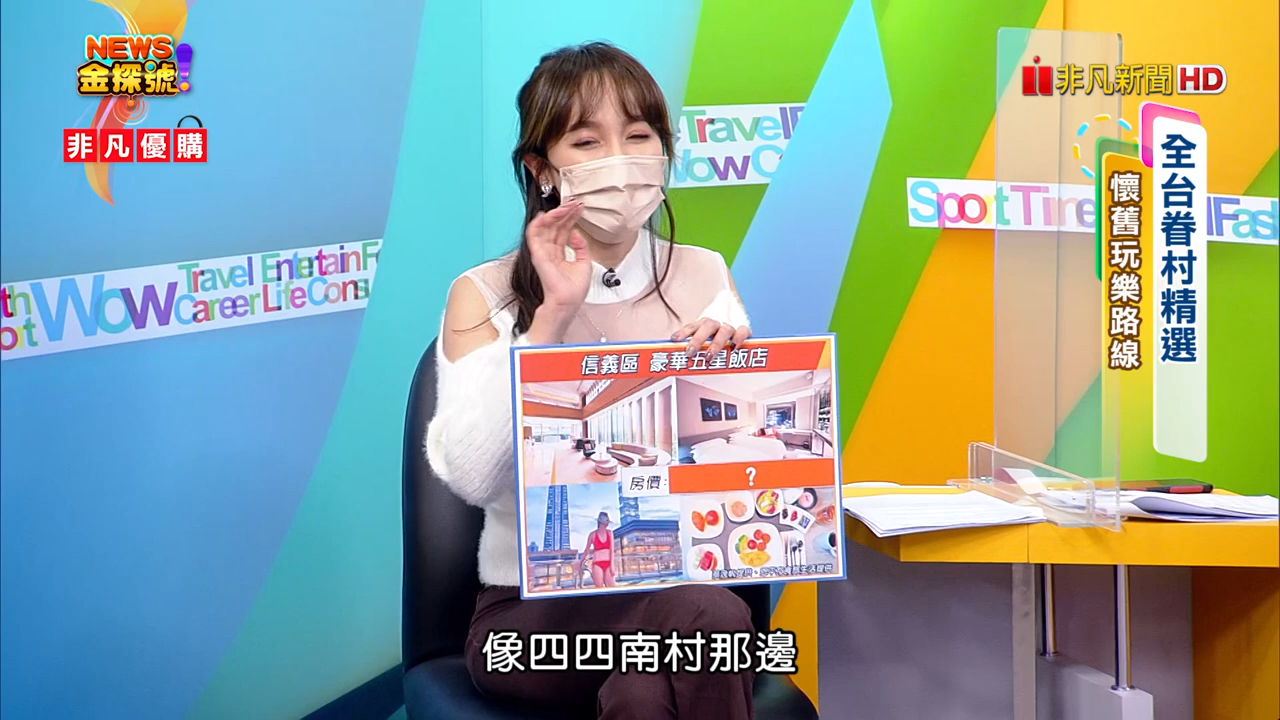 NEWS
金探號!
非凡優購
非凡新聞HD
全台眷村精選
懷舊玩樂路線
Travel
Wow
Sport Time
Fash
Travel Entertain F
Wow Career Life Cons
信義區 豪華五星飯店
房價：
?
像四四南村那邊